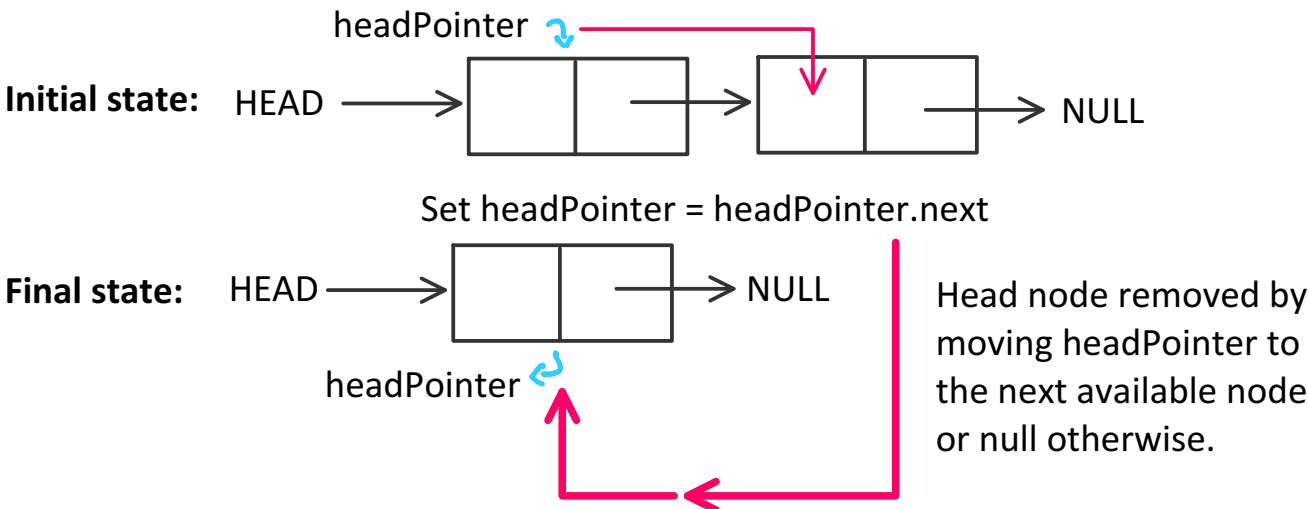 headPointer
Initial state: HEAD NULL
Set headPointer = headPointer.next
Final state: HEAD NULL
headPointer
Head node removed by
moving headPointer to
the next available node
or null otherwise.